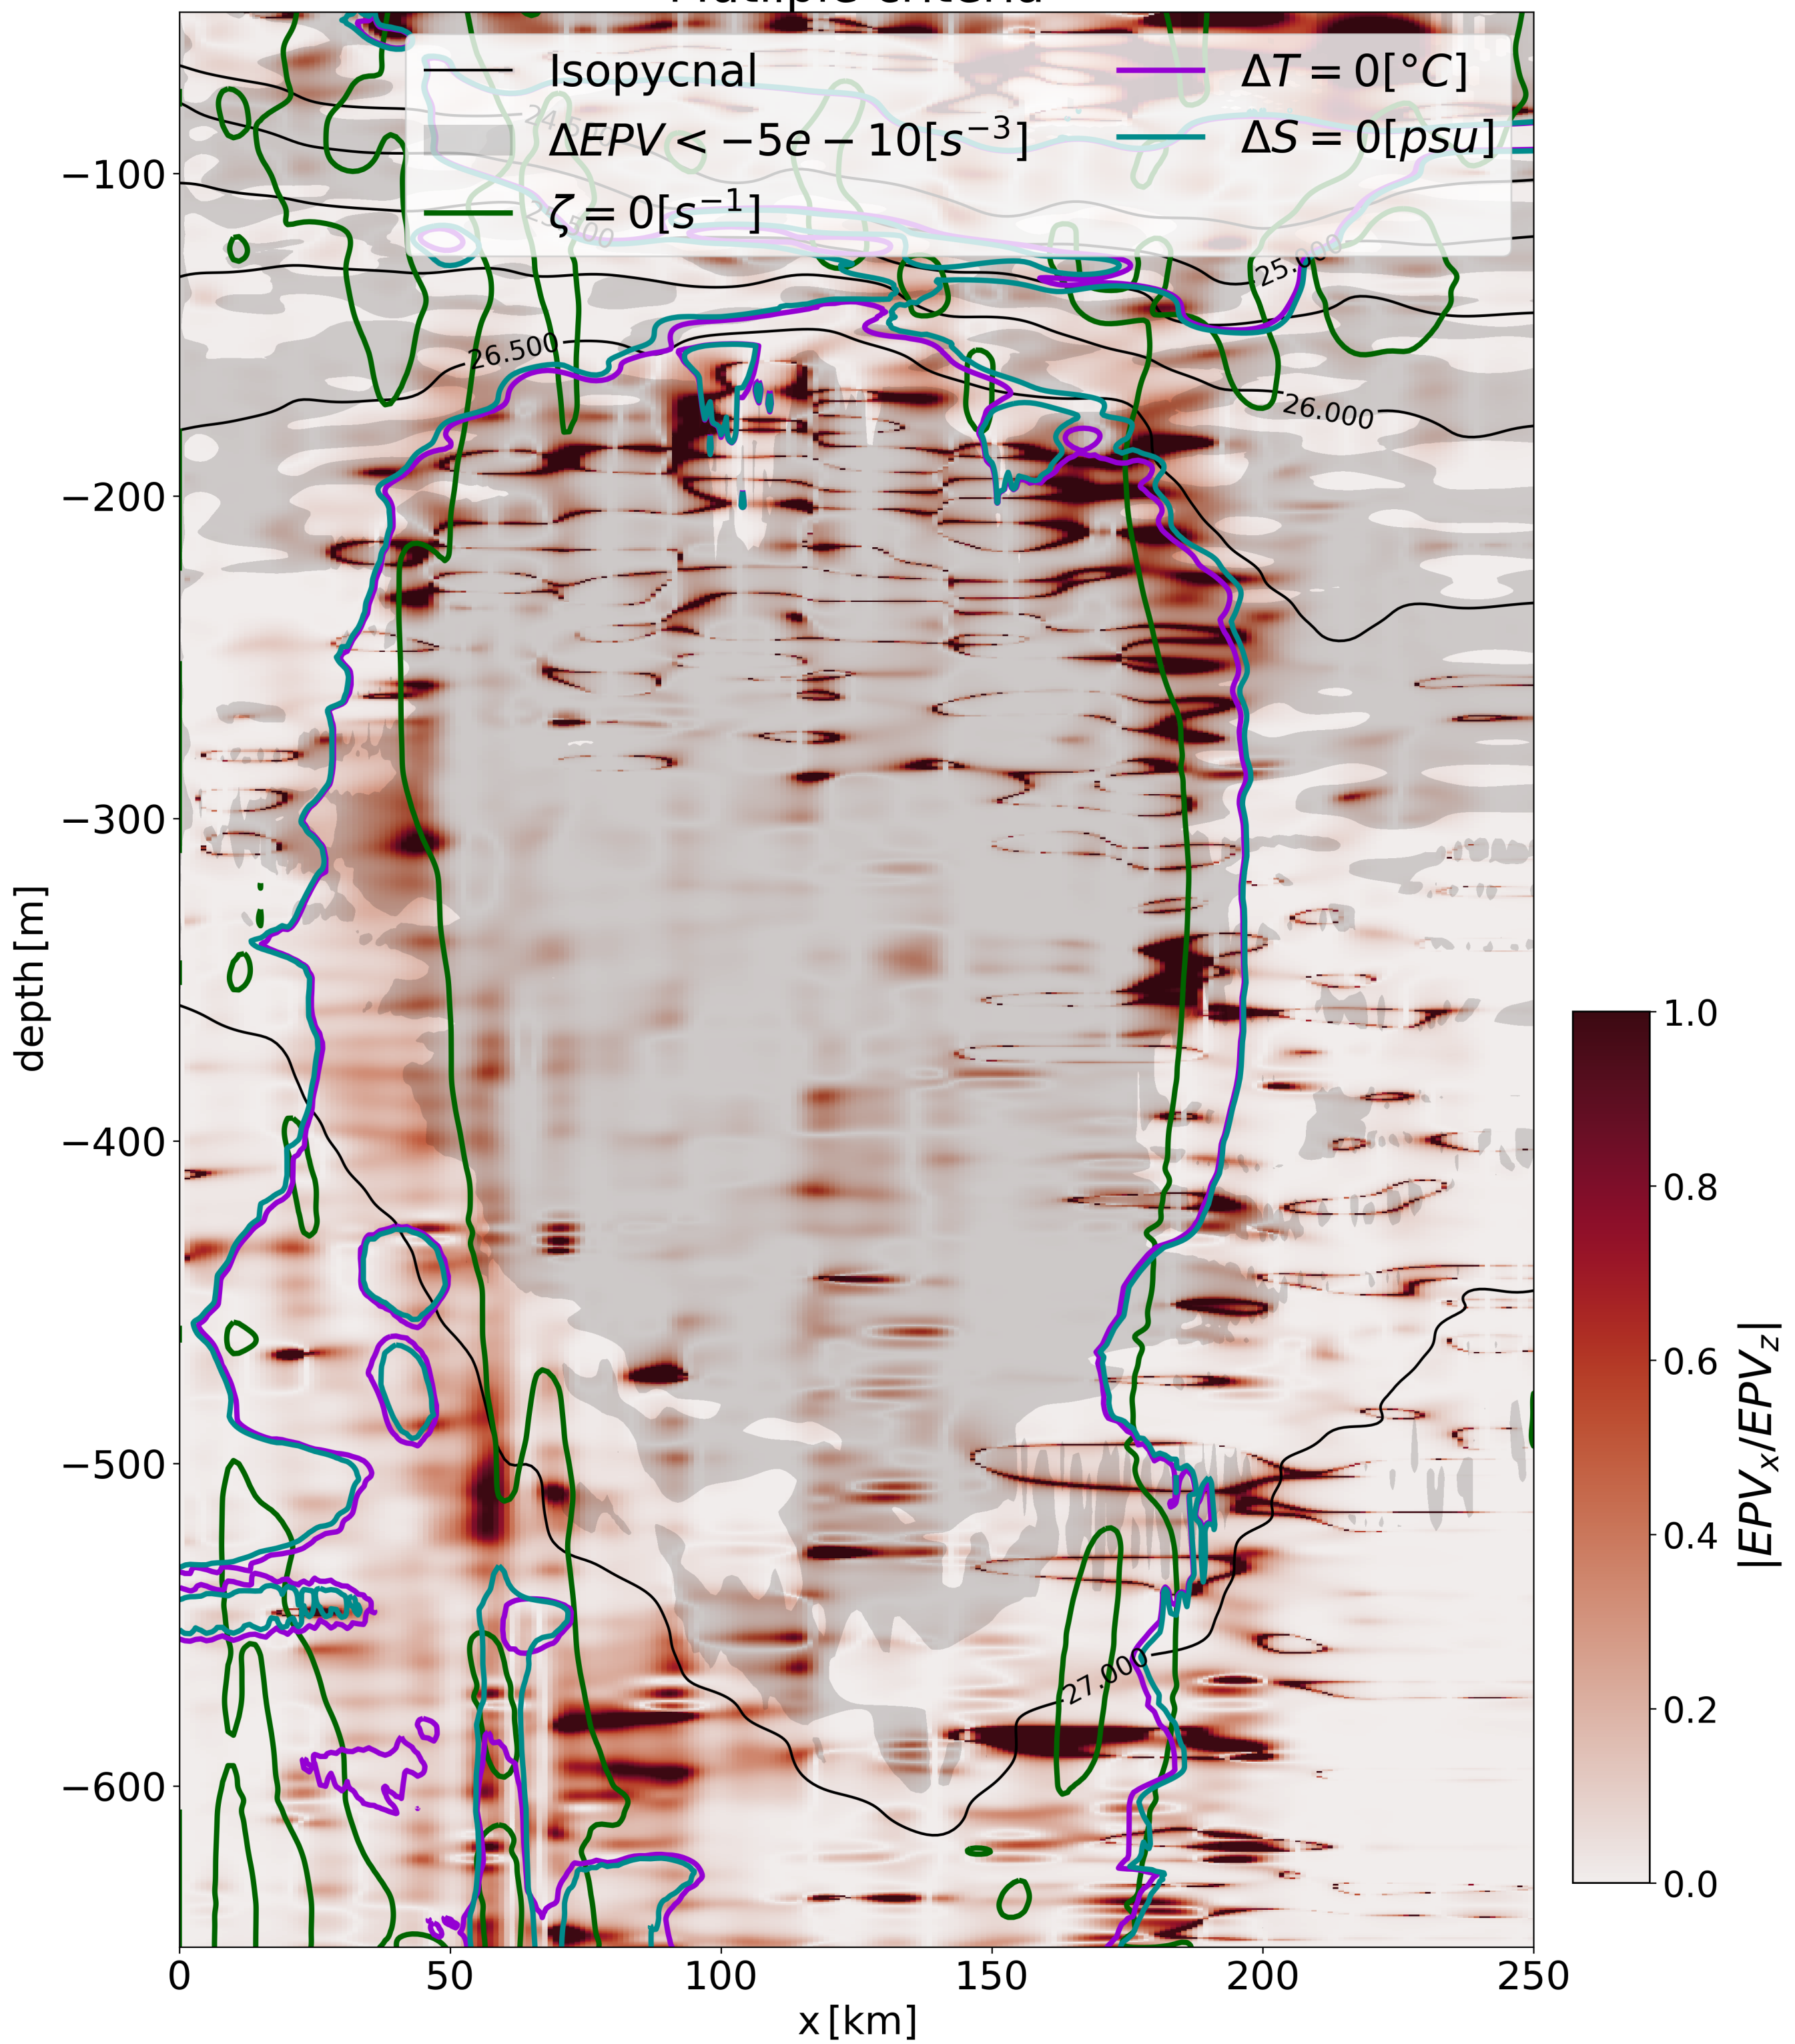 Mutliple criteria
Isopycnal
ΔEPV < −5e − 10[s⁻³]
ζ = 0[s⁻¹]
ΔT = 0[°C]
ΔS = 0[psu]
25.000
26.500
26.000
27.000
−100
−200
−300
−400
−500
−600
depth [m]
0 50 100 150 200 250
x [km]
1.0
0.8
0.6
0.4
0.2
0.0
|EPVₓ/EPV_z|